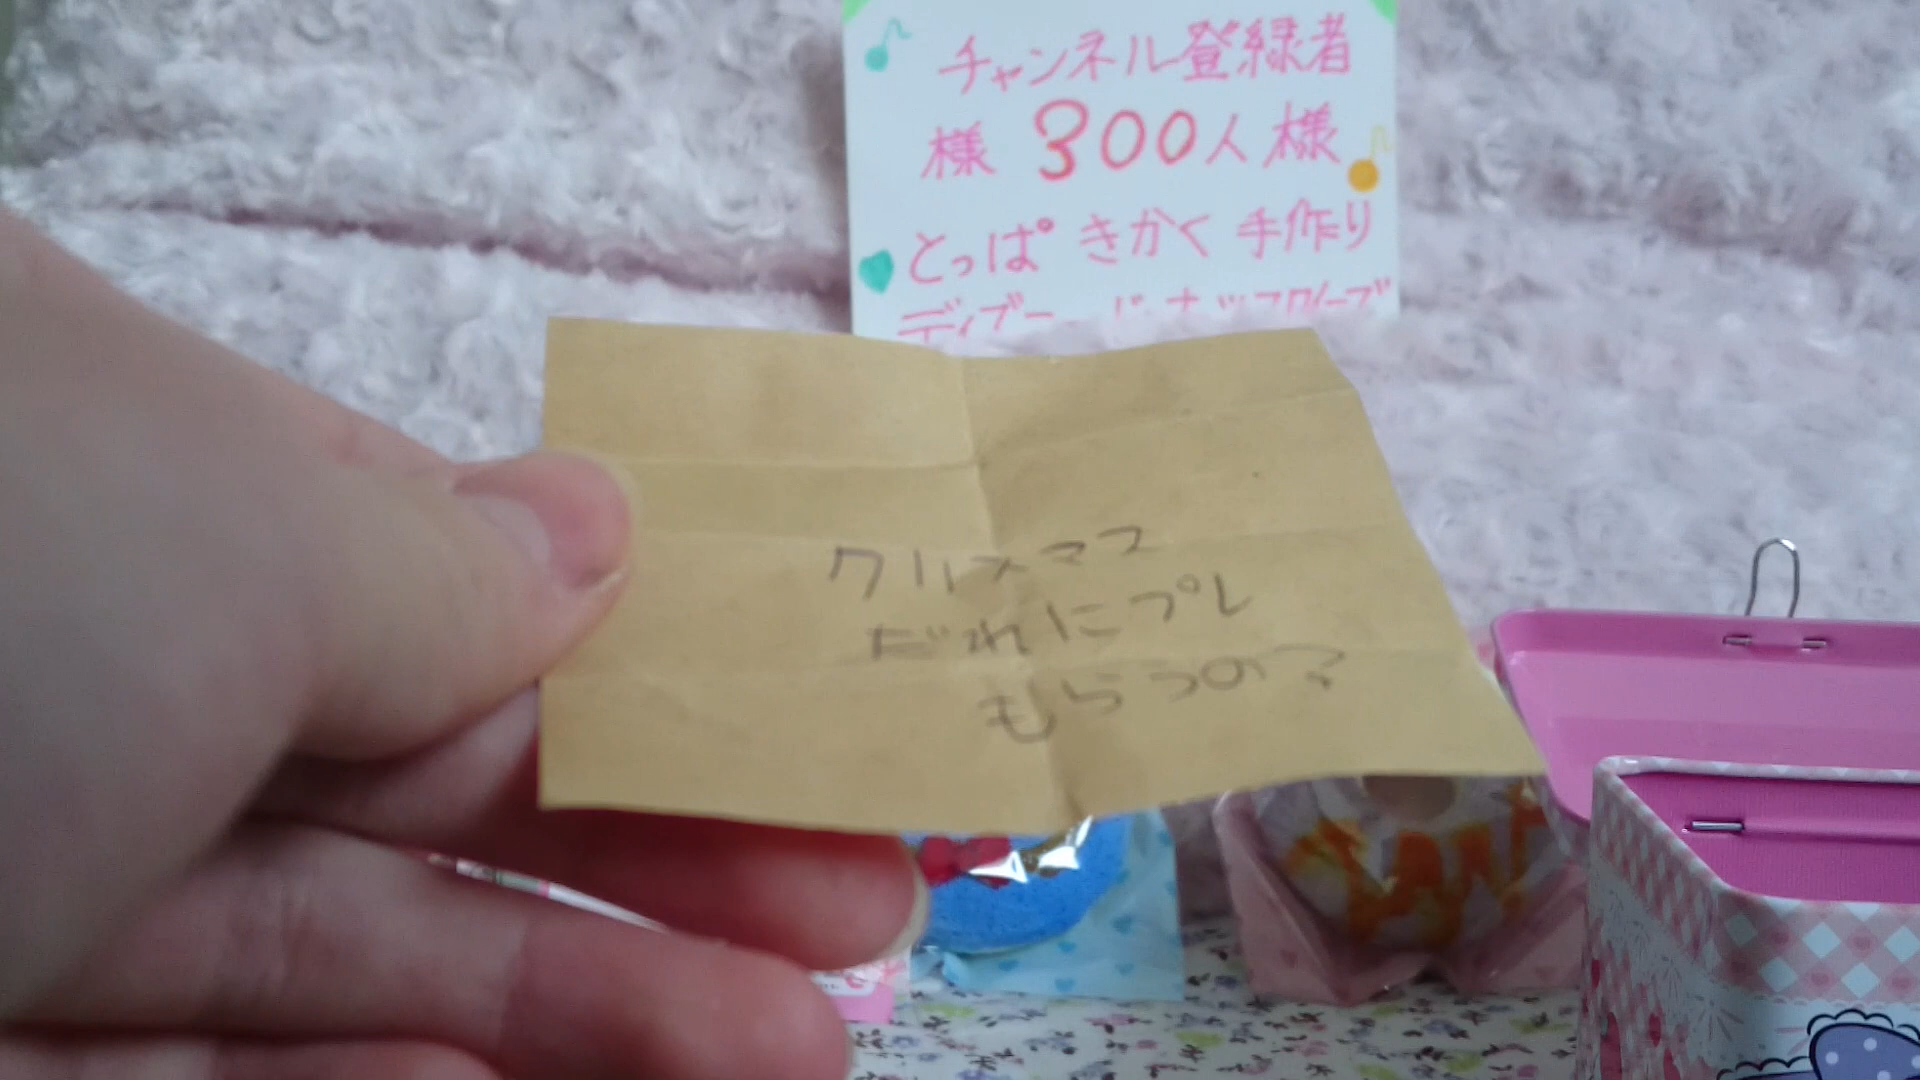 チャンネル登録者
様 300人様
とっぱ きかく 手作り
クリスマス
だれにプレ
もらうの?